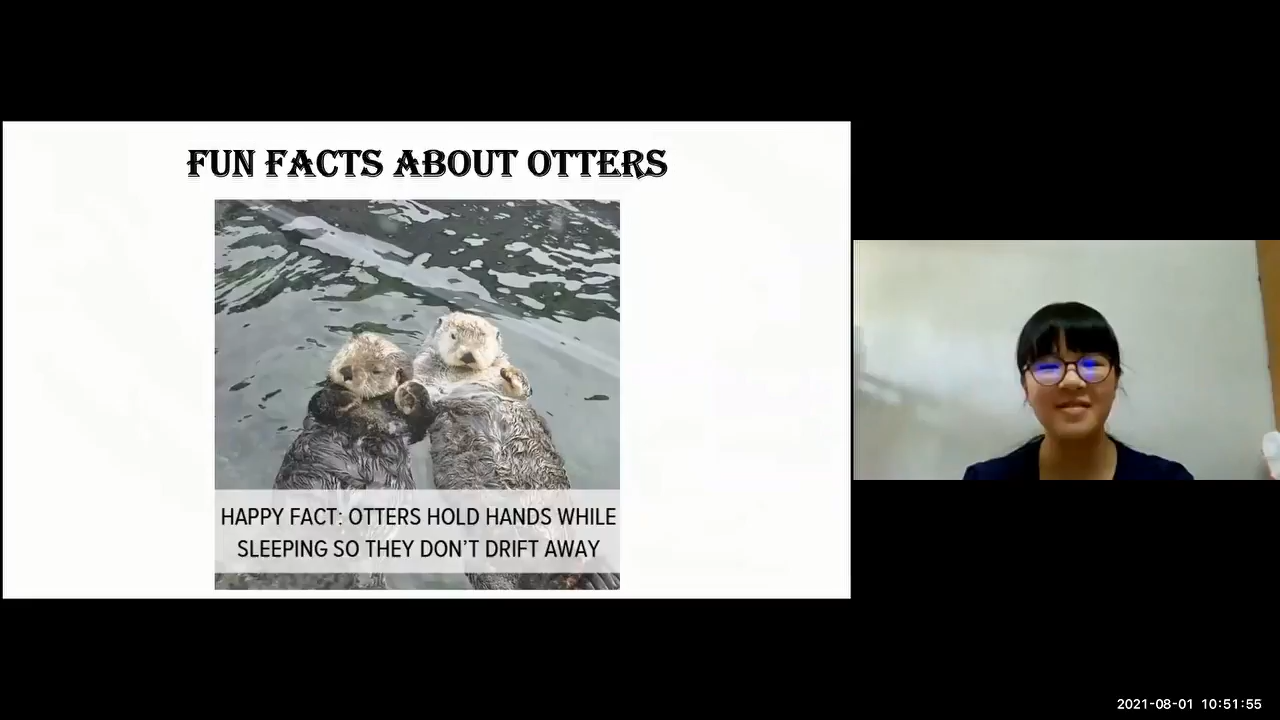 FUN FACTS ABOUT OTTERS
HAPPY FACT: OTTERS HOLD HANDS WHILE
SLEEPING SO THEY DON'T DRIFT AWAY
2021-08-01 10:51:55